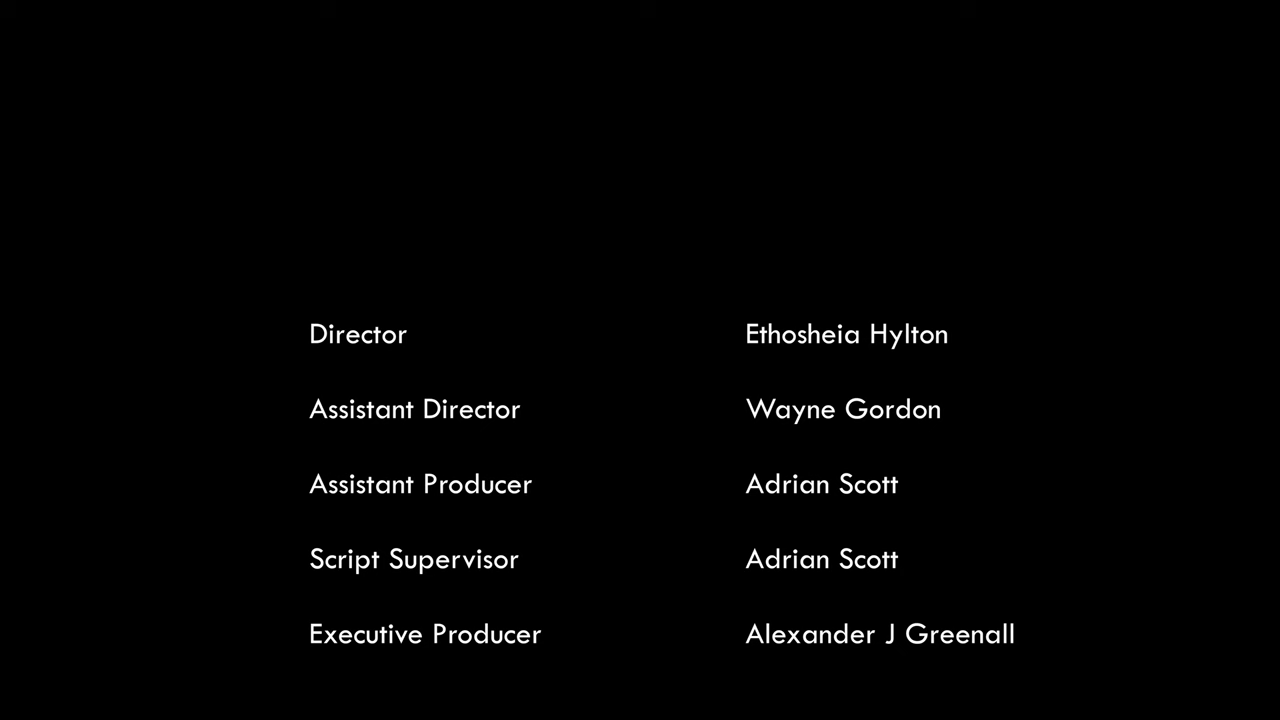 Director Ethosheia Hylton
Assistant Director Wayne Gordon
Assistant Producer Adrian Scott
Script Supervisor Adrian Scott
Executive Producer Alexander J Greenall